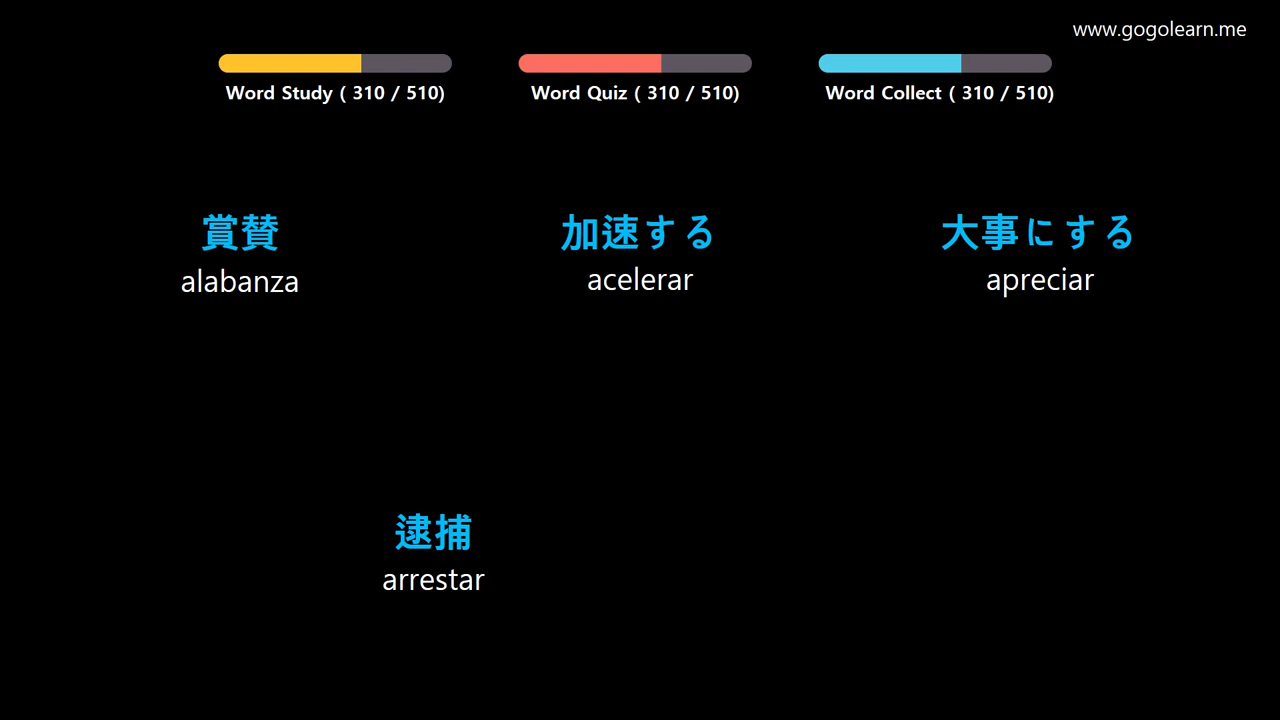 www.gogolearn.me
Word Study ( 310 / 510)
Word Quiz ( 310 / 510)
Word Collect ( 310 / 510)
賞賛
alabanza
加速する
acelerar
大事にする
apreciar
逮捕
arrestar